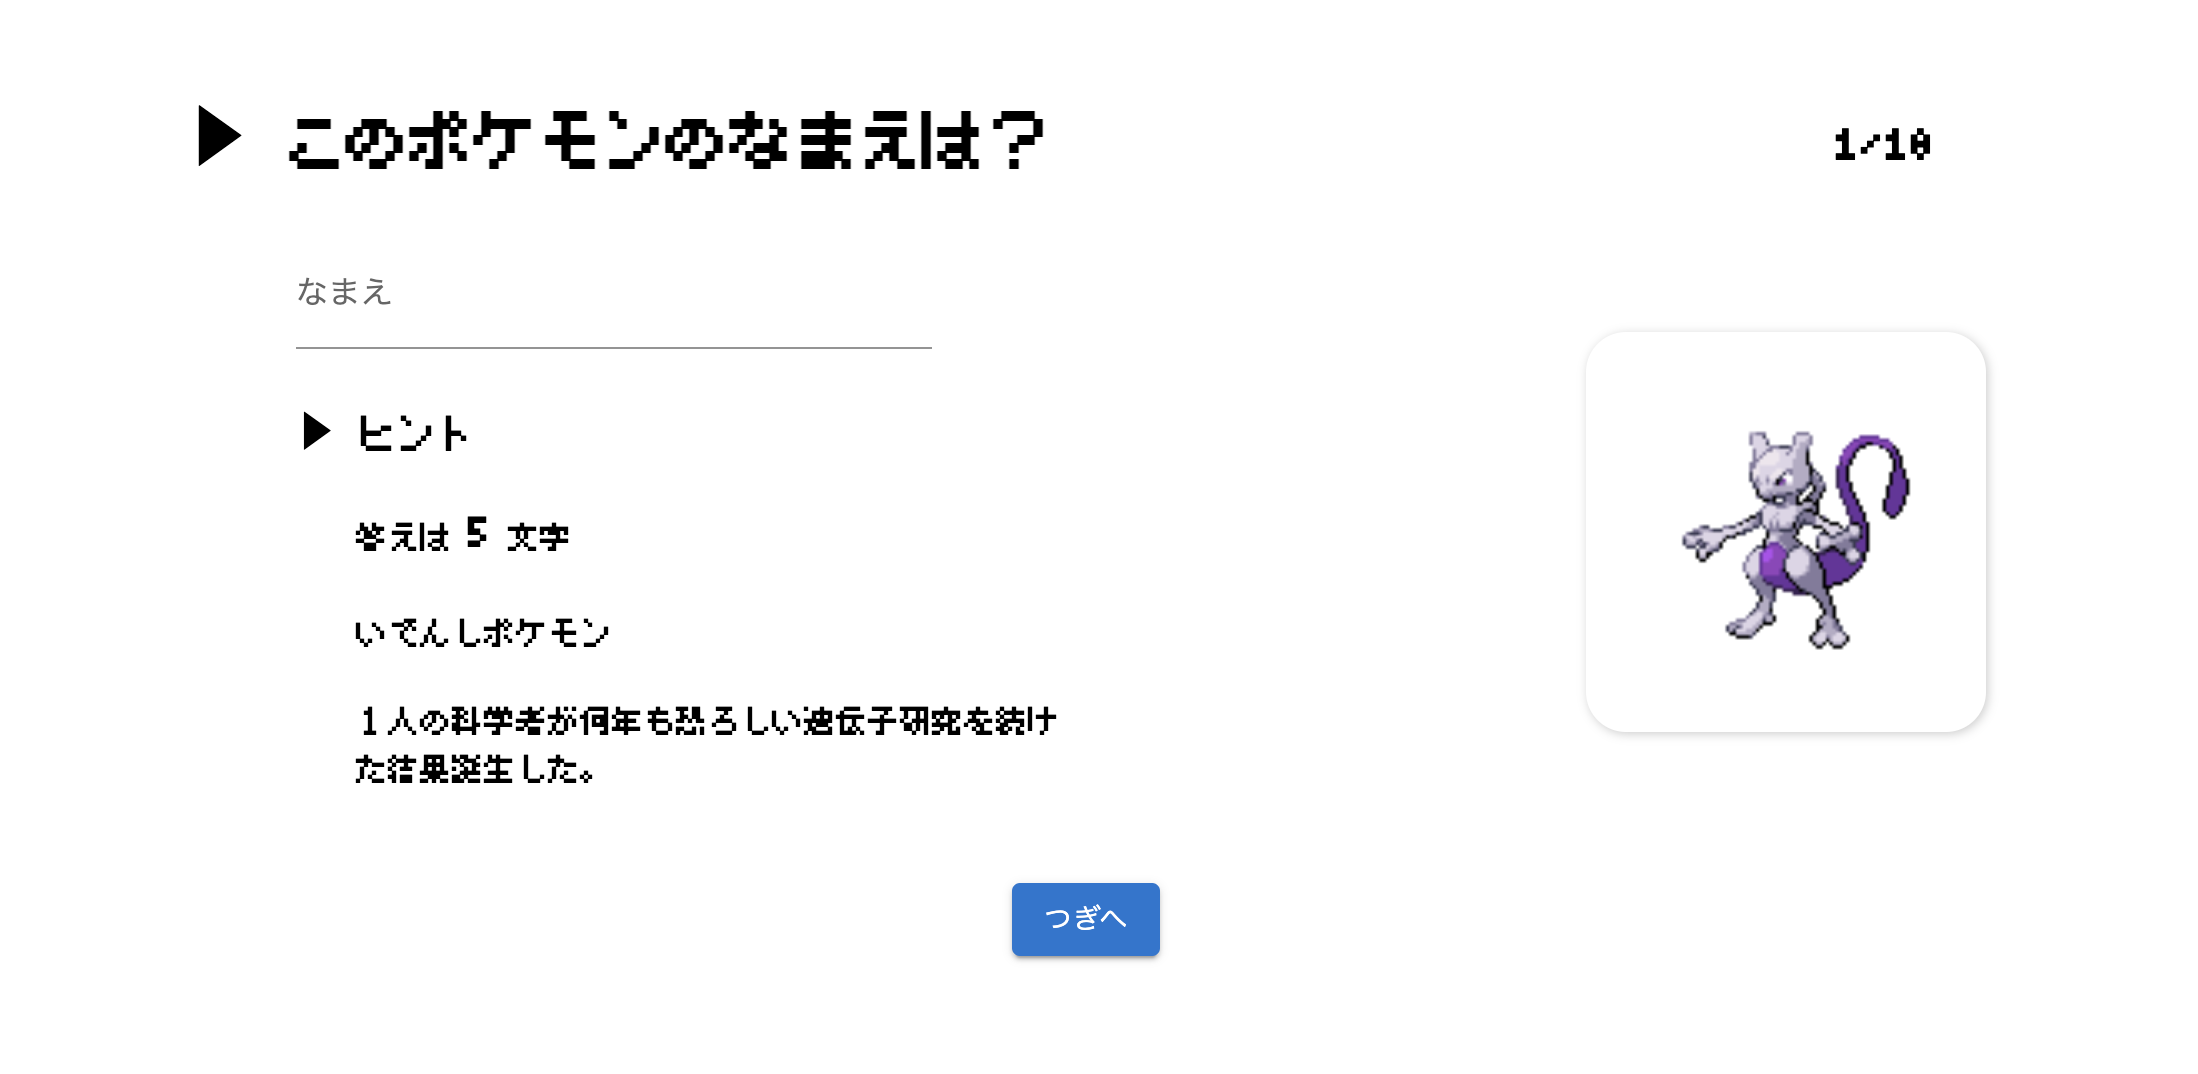 このポケモンのなまえは？
1/10
なまえ
ヒント
答えは 5 文字
いでんしポケモン
１人の科学者が何年も恐ろしい遺伝子研究を続け
た結果誕生した。
つぎへ